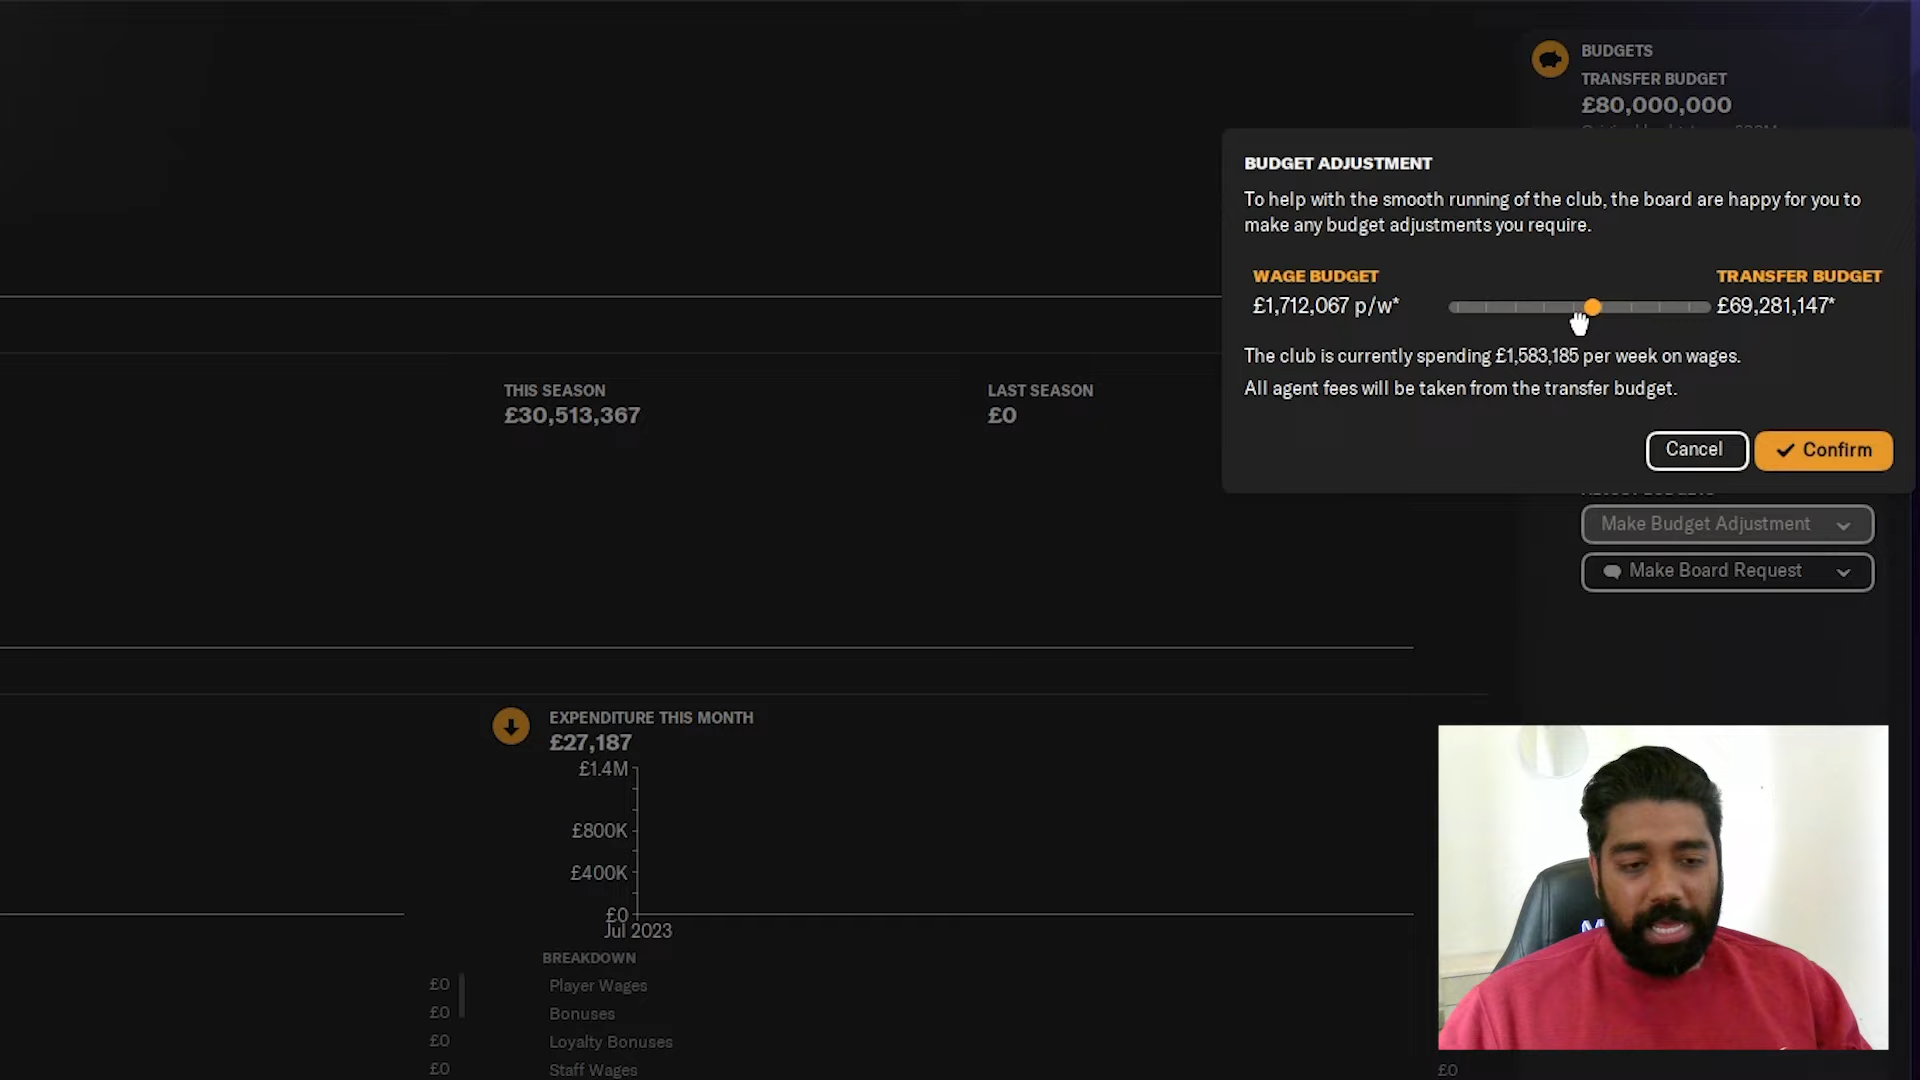 BUDGETS
TRANSFER BUDGET
£80,000,000
BUDGET ADJUSTMENT
To help with the smooth running of the club, the board are happy for you to
make any budget adjustments you require.
WAGE BUDGET
TRANSFER BUDGET
£1,712,067 p/w*
£69,281,147*
The club is currently spending £1,583,185 per week on wages.
All agent fees will be taken from the transfer budget.
Cancel
Confirm
THIS SEASON
£30,513,367
LAST SEASON
£0
Make Budget Adjustment
Make Board Request
EXPENDITURE THIS MONTH
£27,187
£1.4M
£800K
£400K
£0
Jul 2023
BREAKDOWN
£0
Player Wages
£0
Bonuses
£0
Loyalty Bonuses
£0
Staff Wages
£0